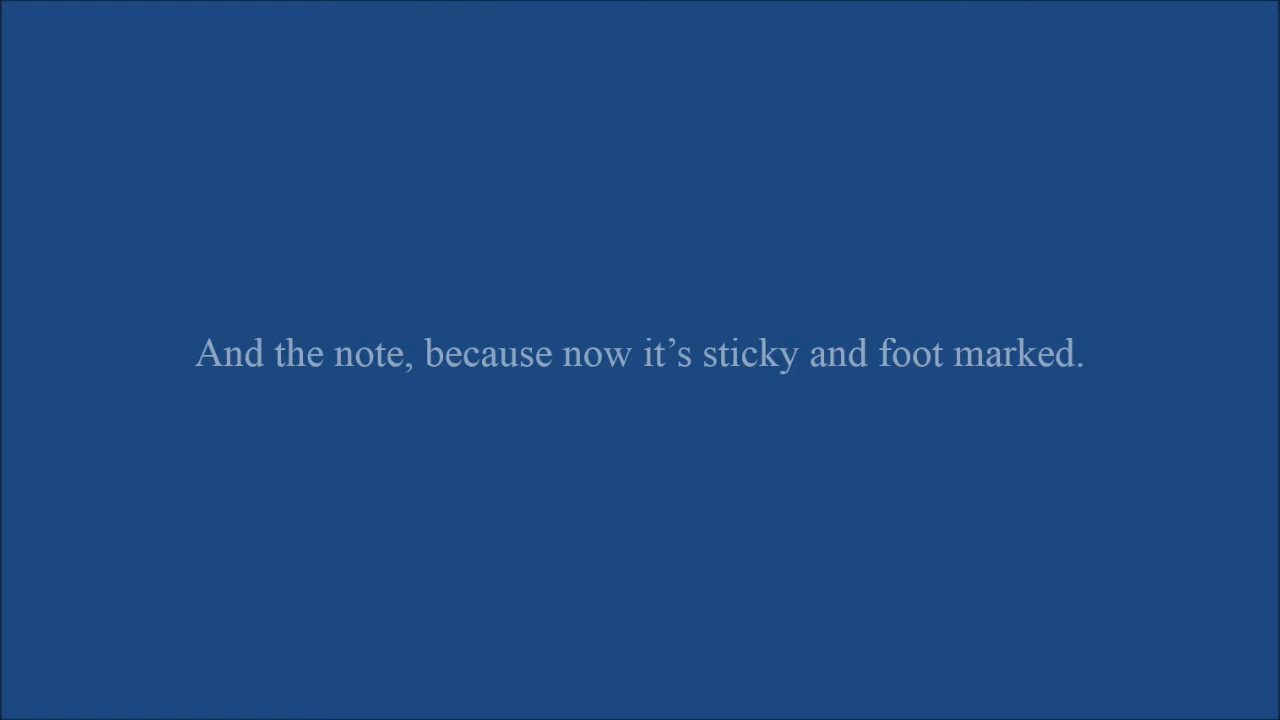 And the note, because now it’s sticky and foot marked.